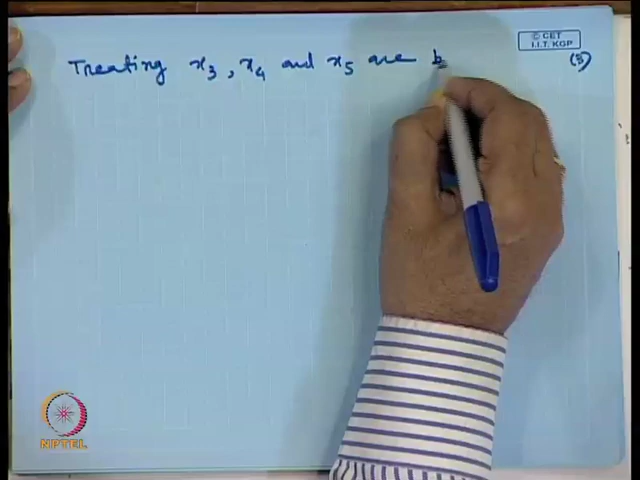 © CET
I.I.T. KGP
Treating x₃, x₄ and x₅ are b
NPTEL